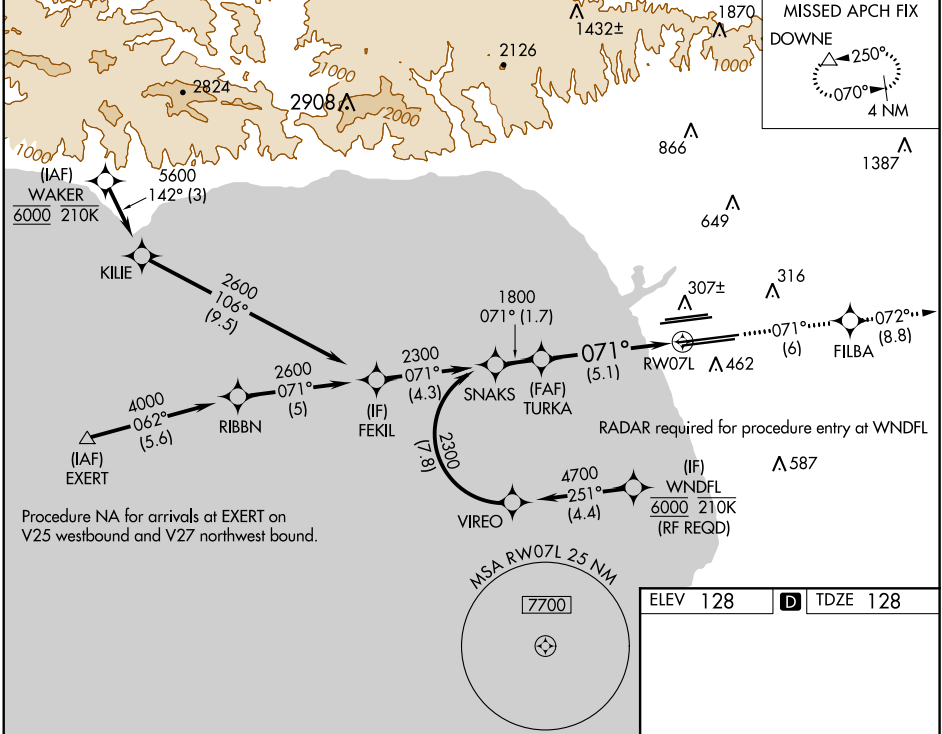 1432±
1870
MISSED APCH FIX
DOWNE
250°
070°
4 NM
2126
1000
1000
2824
2908
2000
1000
866
1387
(IAF)
WAKER
6000 210K
5600
142° (3)
649
KILIE
2600
106°
(9.5)
307±
316
1800
071° (1.7)
071°
(6)
072°
(8.8)
FILBA
RW07L
462
071°
(5.1)
2300
071°
(4.3)
SNAKS
(FAF)
TURKA
2600
071°
(5)
(IF)
FEKIL
4000
062°
(5.6)
RIBBN
(IAF)
EXERT
RADAR required for procedure entry at WNDFL
2300
(7.8)
587
4700
251°
(4.4)
(IF)
WNDFL
6000 210K
(RF REQD)
VIREO
Procedure NA for arrivals at EXERT on
V25 westbound and V27 northwest bound.
MSA RW07L 25 NM
7700
ELEV 128
D
TDZE 128